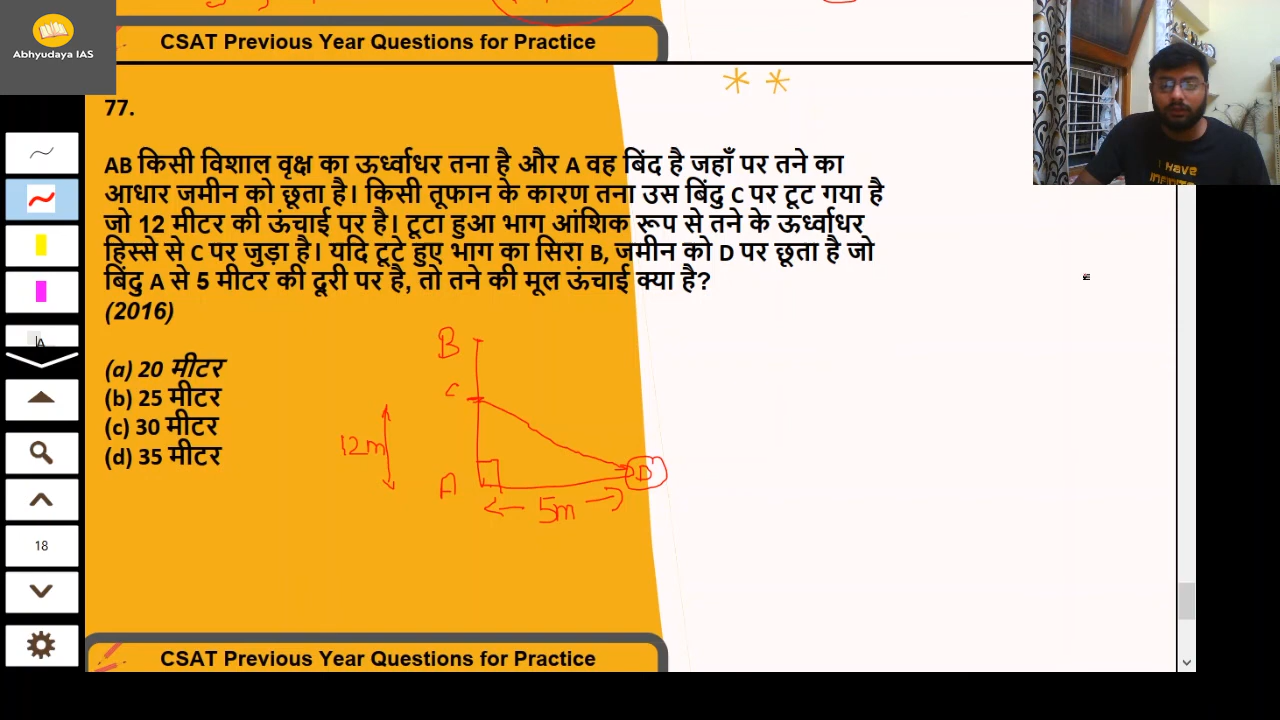 Abhyudaya IAS
CSAT Previous Year Questions for Practice
I HAVE
77.
AB किसी विशाल वृक्ष का ऊर्ध्वाधर तना है और A वह बिंद है जहाँ पर तने का
आधार जमीन को छूता है। किसी तूफान के कारण तना उस बिंदु C पर टूट गया है
जो 12 मीटर की ऊंचाई पर है। टूटा हुआ भाग आंशिक रूप से तने के ऊर्ध्वाधर
हिस्से से C पर जुड़ा है। यदि टूटे हुए भाग का सिरा B, जमीन को D पर छूता है जो
बिंदु A से 5 मीटर की दूरी पर है, तो तने की मूल ऊंचाई क्या है?
(2016)
(a) 20 मीटर
(b) 25 मीटर
(c) 30 मीटर
(d) 35 मीटर
B
C
12m
A
D
5m
A
18
CSAT Previous Year Questions for Practice